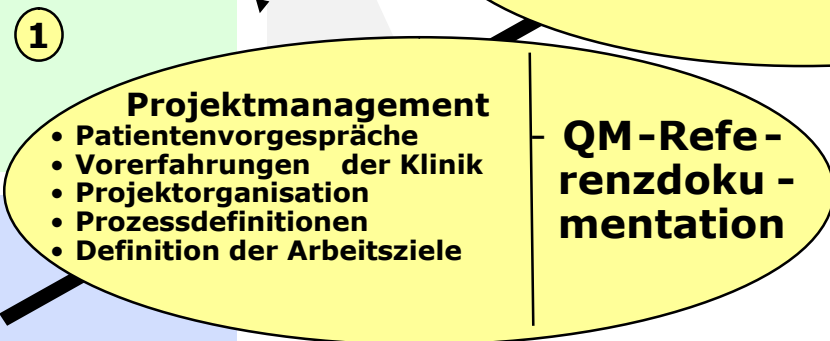 1
Projektmanagement
• Patientenvorgespräche
• Vorerfahrungen der Klinik
• Projektorganisation
• Prozessdefinitionen
• Definition der Arbeitsziele
- QM-Refe-
renzdoku-
mentation